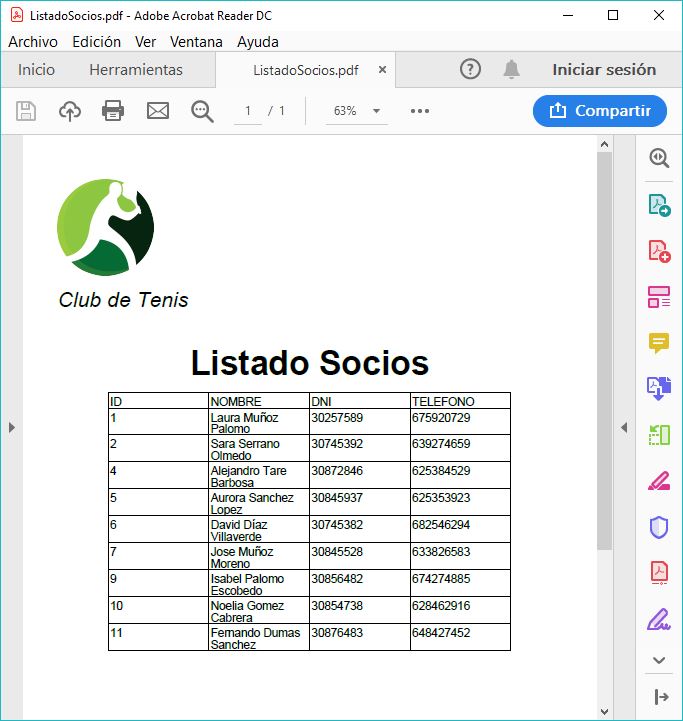 ListadoSocios.pdf - Adobe Acrobat Reader DC
Archivo Edición Ver Ventana Ayuda
Inicio Herramientas ListadoSocios.pdf × ? Iniciar sesión
1 / 1 63% Compartir
Club de Tenis
Listado Socios
ID NOMBRE DNI TELEFONO
1 Laura Muñoz 30257589 675920729
Palomo
2 Sara Serrano 30745392 639274659
Olmedo
4 Alejandro Tare 30872846 625384529
Barbosa
5 Aurora Sanchez 30845937 625353923
Lopez
6 David Díaz 30745382 682546294
Villaverde
7 Jose Muñoz 30845528 633826583
Moreno
9 Isabel Palomo 30856482 674274885
Escobedo
10 Noelia Gomez 30854738 628462916
Cabrera
11 Fernando Dumas 30876483 648427452
Sanchez